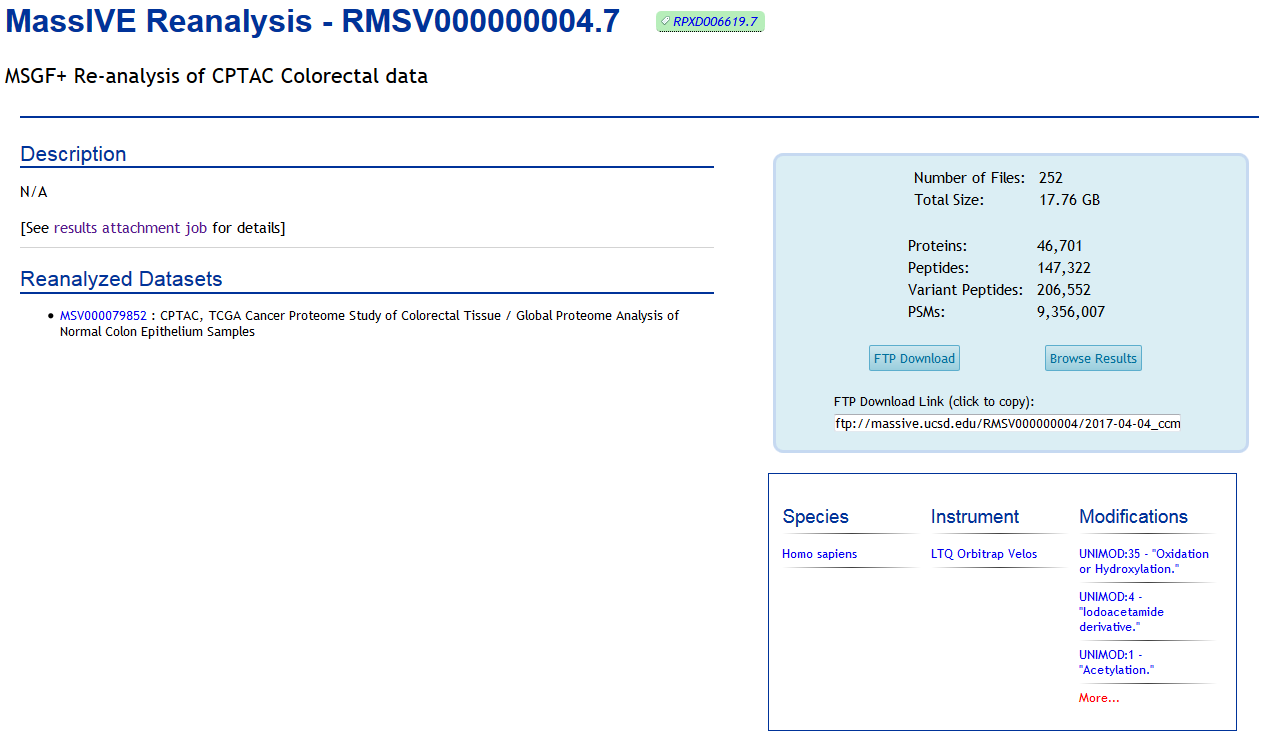 MassIVE Reanalysis - RMSV000000004.7
RPXD006619.7
MSGF+ Re-analysis of CPTAC Colorectal data
Description
N/A
[See results attachment job for details]
Reanalyzed Datasets
• MSV000079852 : CPTAC, TCGA Cancer Proteome Study of Colorectal Tissue / Global Proteome Analysis of
Normal Colon Epithelium Samples
Number of Files: 252
Total Size: 17.76 GB
Proteins: 46,701
Peptides: 147,322
Variant Peptides: 206,552
PSMs: 9,356,007
FTP Download Browse Results
FTP Download Link (click to copy):
ftp://massive.ucsd.edu/RMSV000000004/2017-04-04_ccm
Species
Homo sapiens
Instrument
LTQ Orbitrap Velos
Modifications
UNIMOD:35 - "Oxidation
or Hydroxylation."
UNIMOD:4 -
"Iodoacetamide
derivative."
UNIMOD:1 -
"Acetylation."
More...